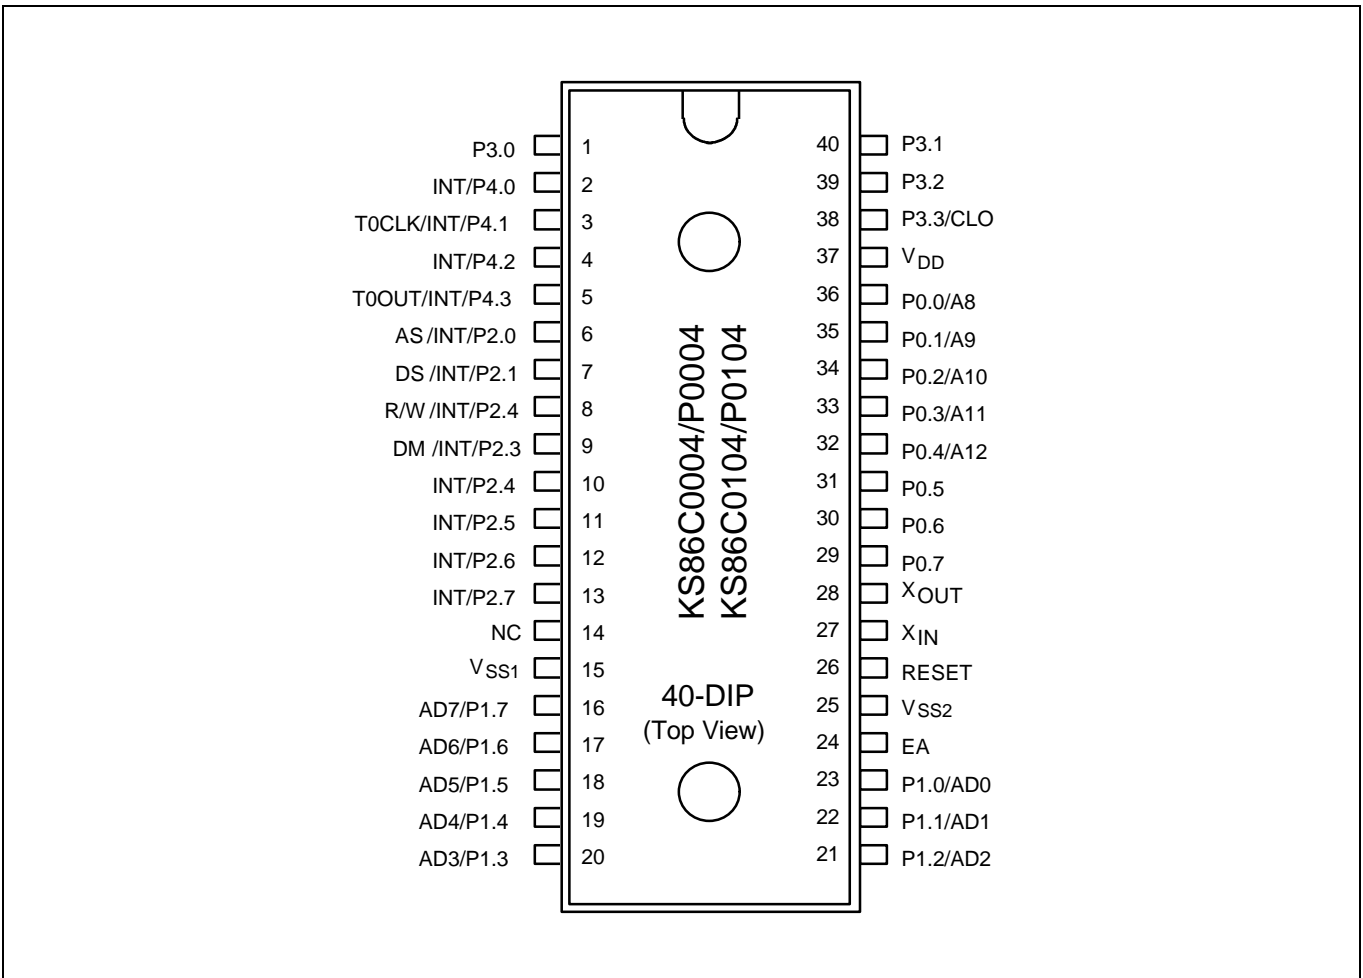 P3.0 1
INT/P4.0 2
T0CLK/INT/P4.1 3
INT/P4.2 4
T0OUT/INT/P4.3 5
AS/INT/P2.0 6
DS /INT/P2.1 7
R/W /INT/P2.4 8
DM /INT/P2.3 9
INT/P2.4 10
INT/P2.5 11
INT/P2.6 12
INT/P2.7 13
NC 14
VSS1 15
AD7/P1.7 16
AD6/P1.6 17
AD5/P1.5 18
AD4/P1.4 19
AD3/P1.3 20
KS86C0004/P0004
KS86C0104/P0104
40-DIP
(Top View)
40 P3.1
39 P3.2
38 P3.3/CLO
37 VDD
36 P0.0/A8
35 P0.1/A9
34 P0.2/A10
33 P0.3/A11
32 P0.4/A12
31 P0.5
30 P0.6
29 P0.7
28 XOUT
27 XIN
26 RESET
25 VSS2
24 EA
23 P1.0/AD0
22 P1.1/AD1
21 P1.2/AD2